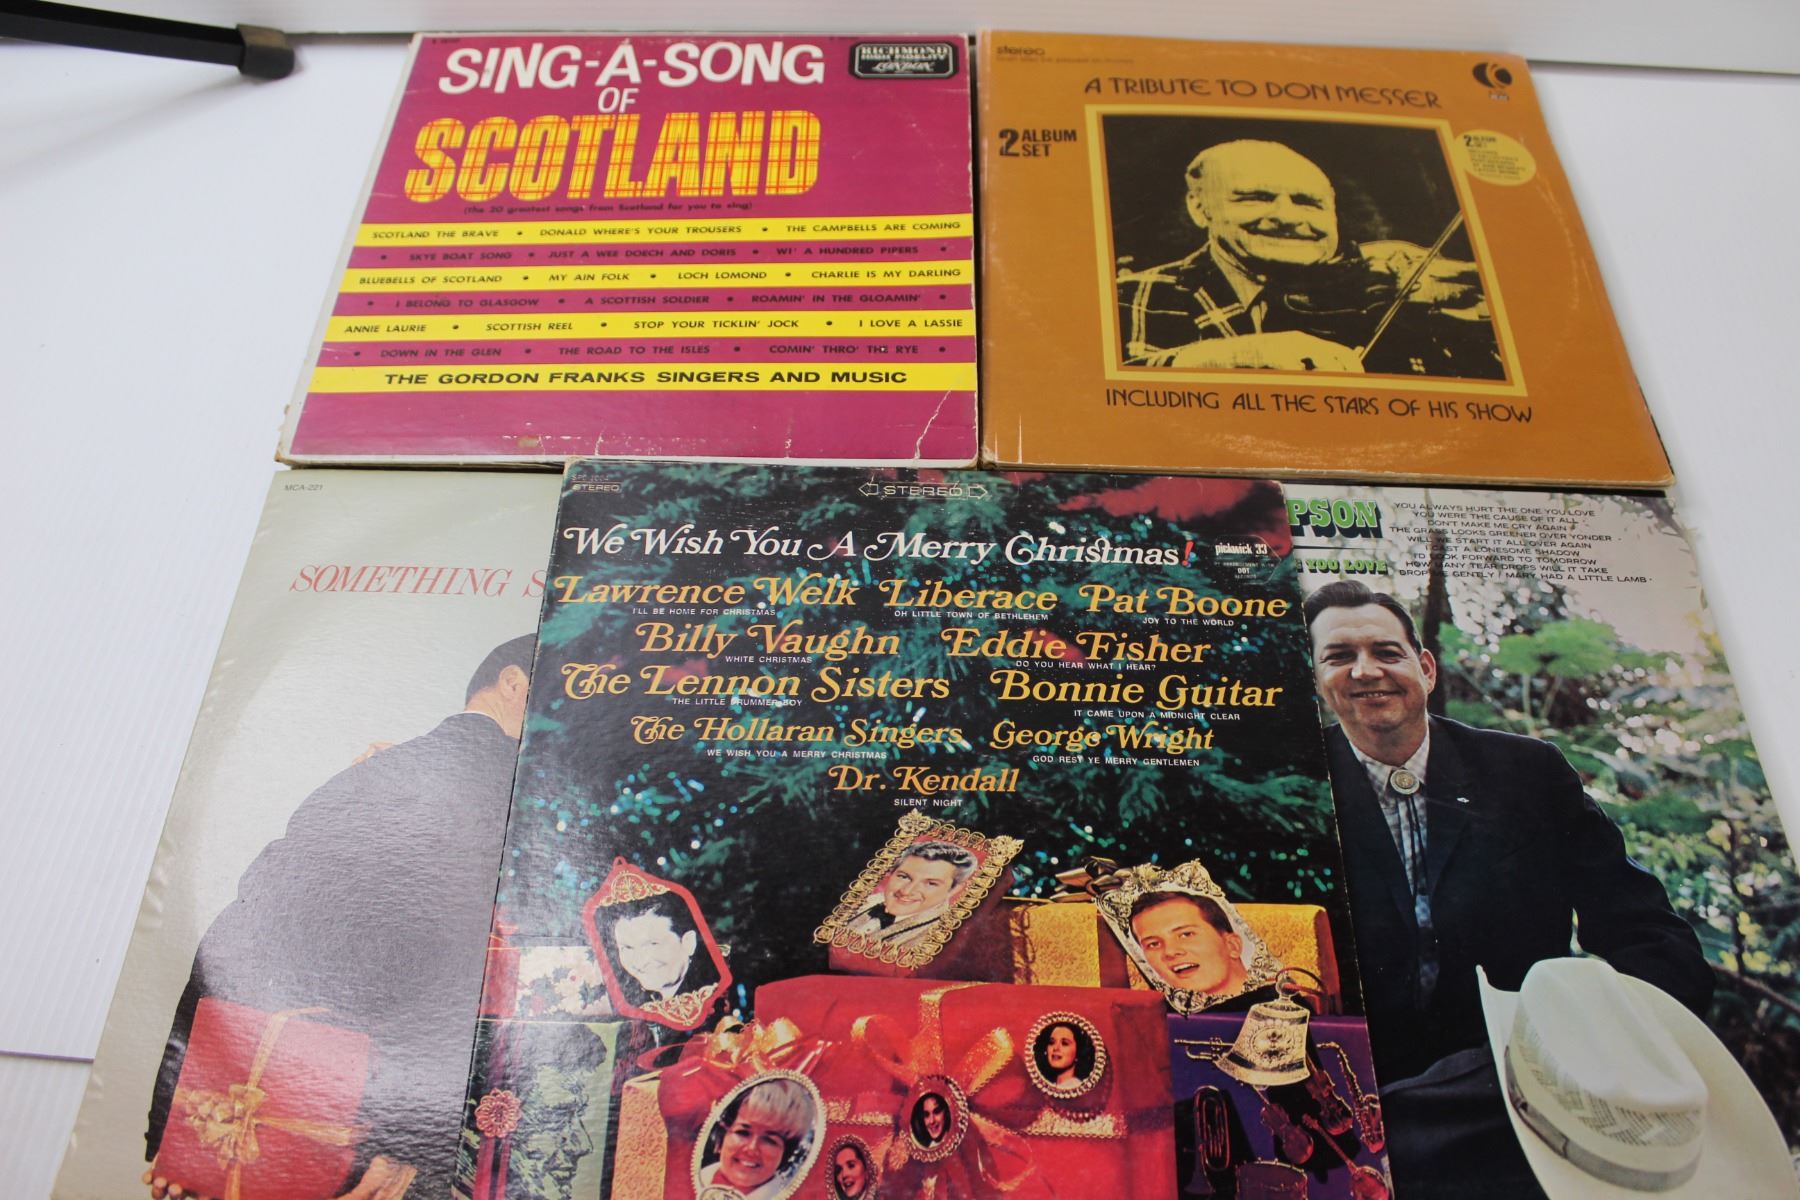 SING-A-SONG
OF
SCOTLAND
(the 20 greatest songs from Scotland for you to sing)
RICHMOND
HIGH FIDELITY
LONDON
SCOTLAND THE BRAVE • DONALD WHERE'S YOUR TROUSERS • THE CAMPBELLS ARE COMING
• SKYE BOAT SONG • JUST A WEE DOECH AND DORIS • WI' A HUNDRED PIPERS •
BLUEBELLS OF SCOTLAND • MY AIN FOLK • LOCH LOMOND • CHARLIE IS MY DARLING
• I BELONG TO GLASGOW • A SCOTTISH SOLDIER • ROAMIN' IN THE GLOAMIN' •
ANNIE LAURIE • SCOTTISH REEL • STOP YOUR TICKLIN' JOCK • I LOVE A LASSIE
• DOWN IN THE GLEN • THE ROAD TO THE ISLES • COMIN' THRO' THE RYE •
THE GORDON FRANKS SINGERS AND MUSIC
stereo
A TRIBUTE TO DON MESSER
2 ALBUM
SET
2 ALBUM
SET
INCLUDING ALL THE STARS OF HIS SHOW
MCA-221
SOMETHING S
STEREO
STEREO
We Wish You A Merry Christmas!
pickwick 33
Lawrence Welk Liberace Pat Boone
I'LL BE HOME FOR CHRISTMAS OH LITTLE TOWN OF BETHLEHEM JOY TO THE WORLD
Billy Vaughn Eddie Fisher
WHITE CHRISTMAS DO YOU HEAR WHAT I HEAR?
The Lennon Sisters Bonnie Guitar
THE LITTLE DRUMMER BOY IT CAME UPON A MIDNIGHT CLEAR
The Hollaran Singers George Wright
WE WISH YOU A MERRY CHRISTMAS GOD REST YE MERRY GENTLEMEN
Dr. Kendall
SILENT NIGHT
PSON
YOU LOVE
YOU ALWAYS HURT THE ONE YOU LOVE
YOU WERE THE CAUSE OF IT ALL •
DON'T MAKE ME CRY AGAIN •
THE GRASS LOOKS GREENER OVER YONDER •
WILL WE START IT ALL OVER AGAIN
I CAST A LONESOME SHADOW
I'D LOOK FORWARD TO TOMORROW
HOW MANY TEAR DROPS WILL IT TAKE
DROP ME GENTLY / MARY HAD A LITTLE LAMB •